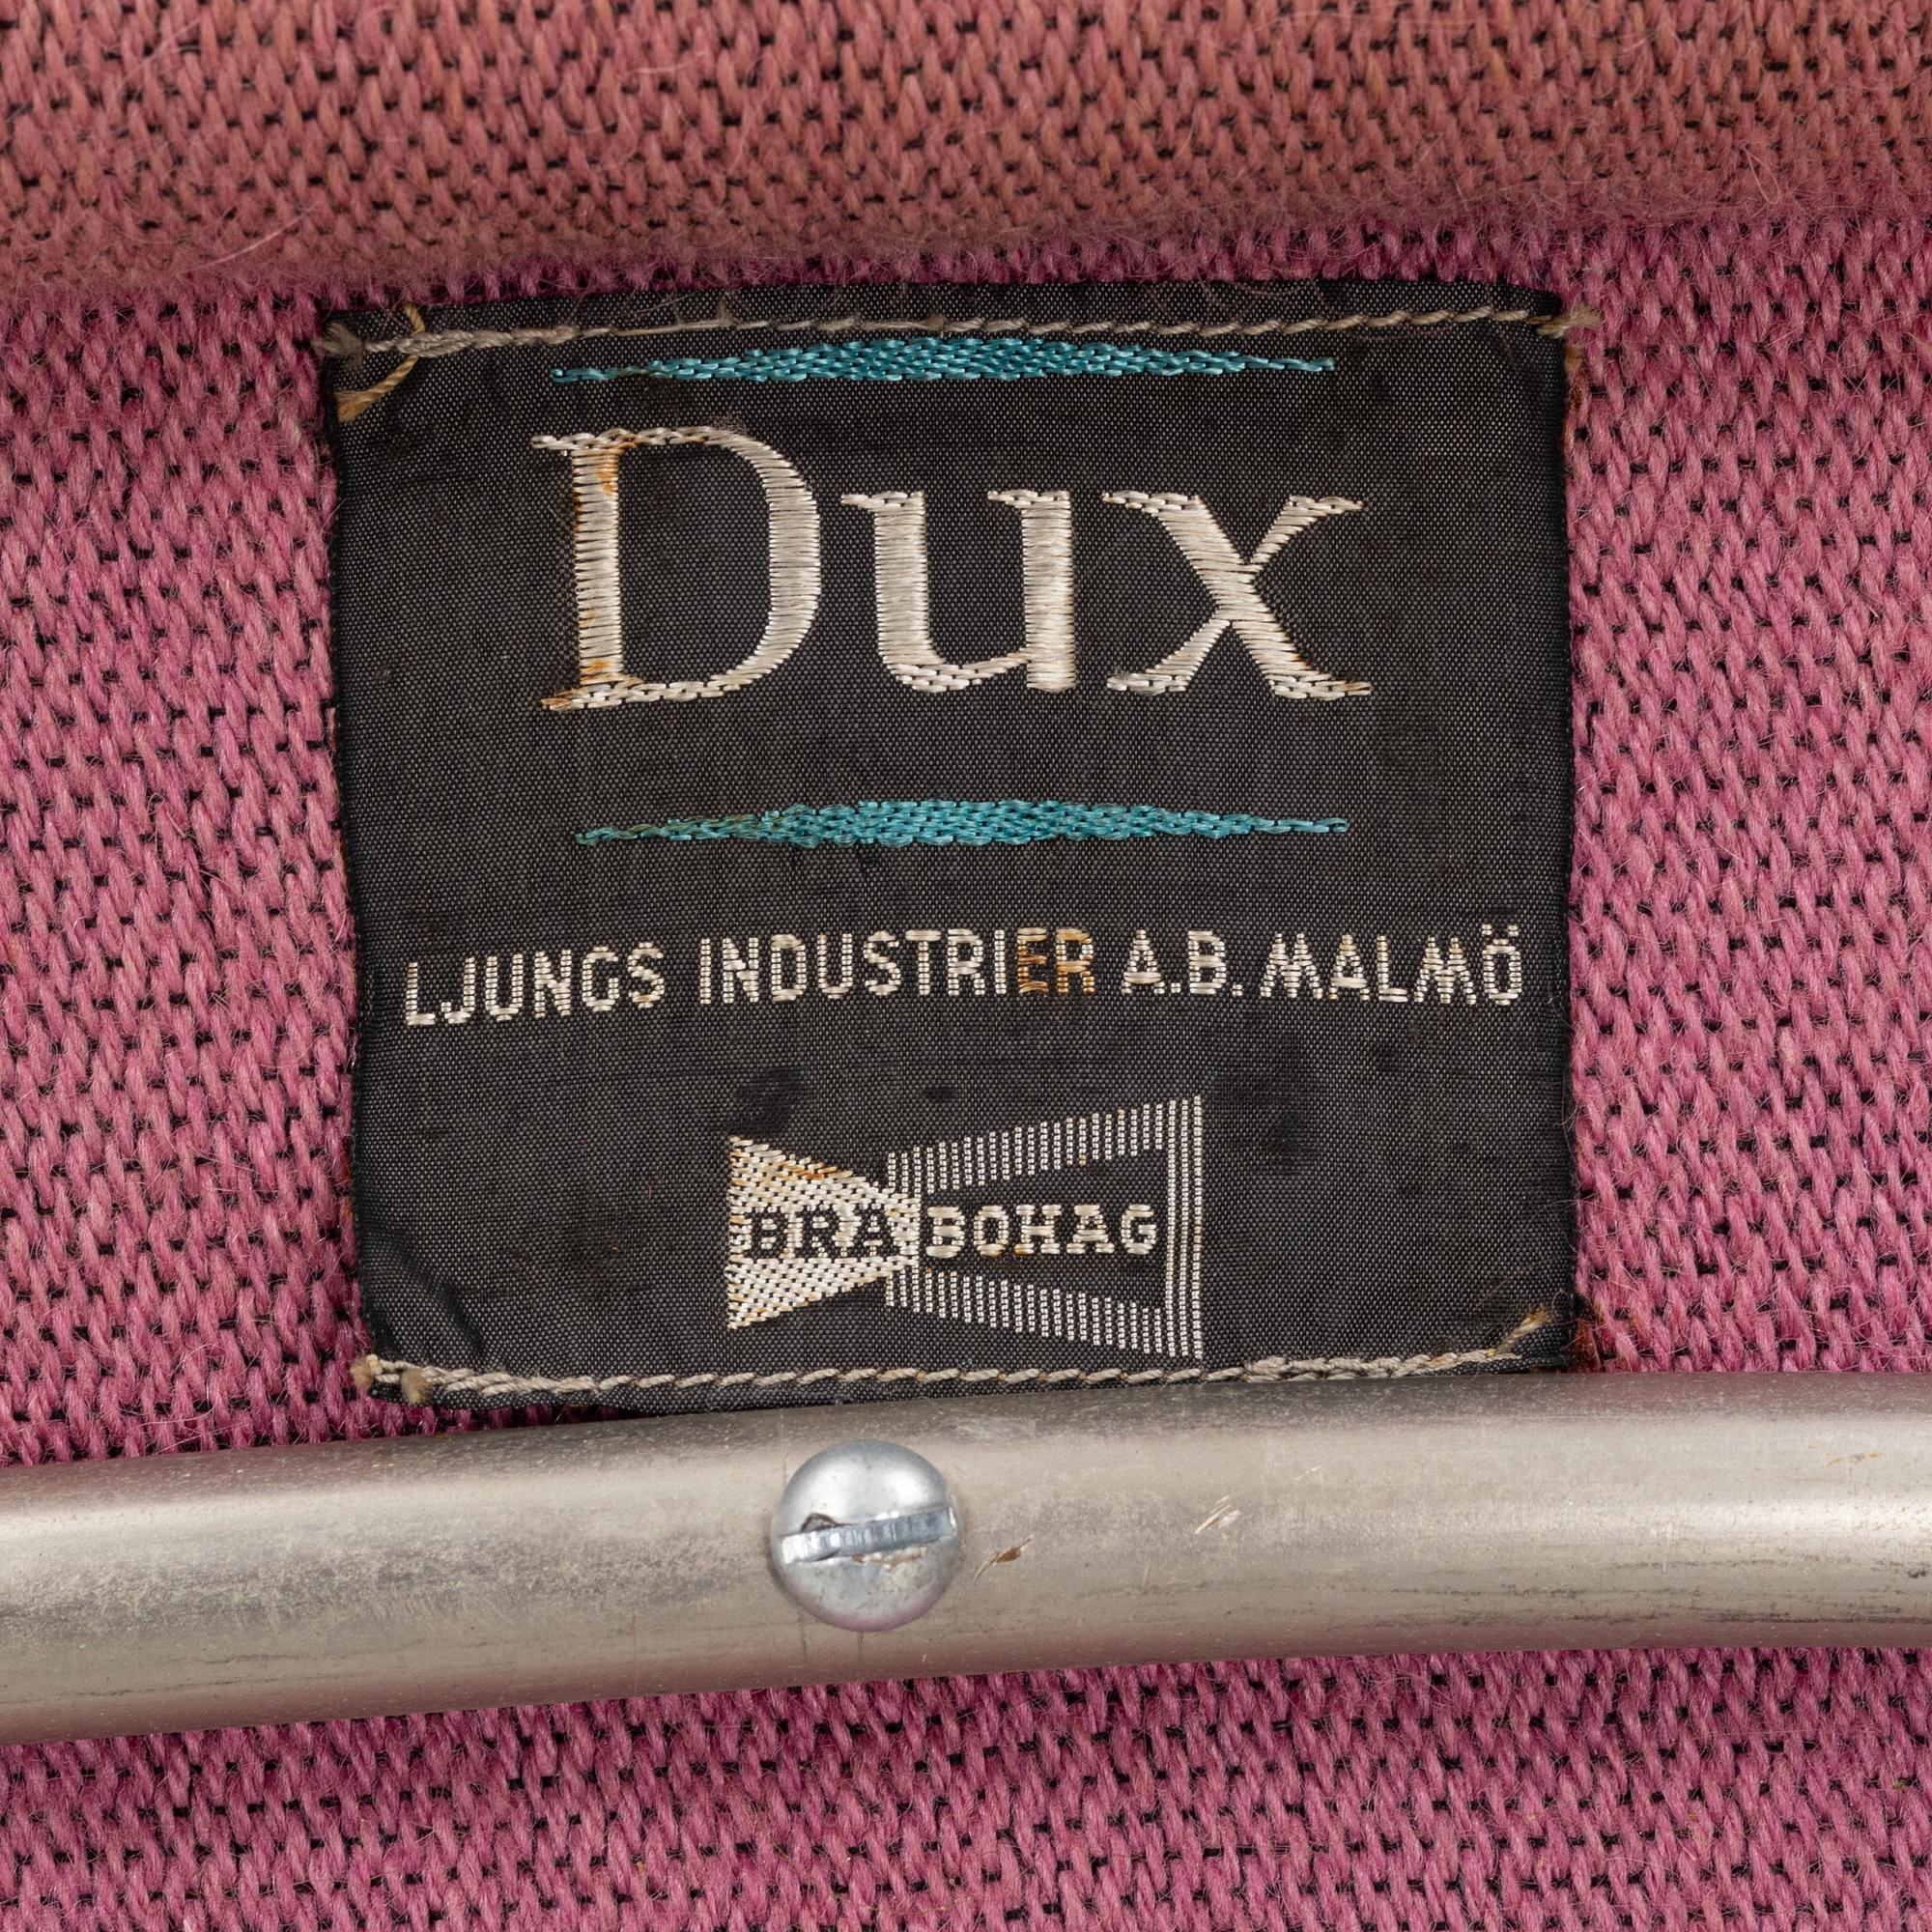 Dux
LJUNGS INDUSTRIER A.B. MALMÖ
BRA BOHAG